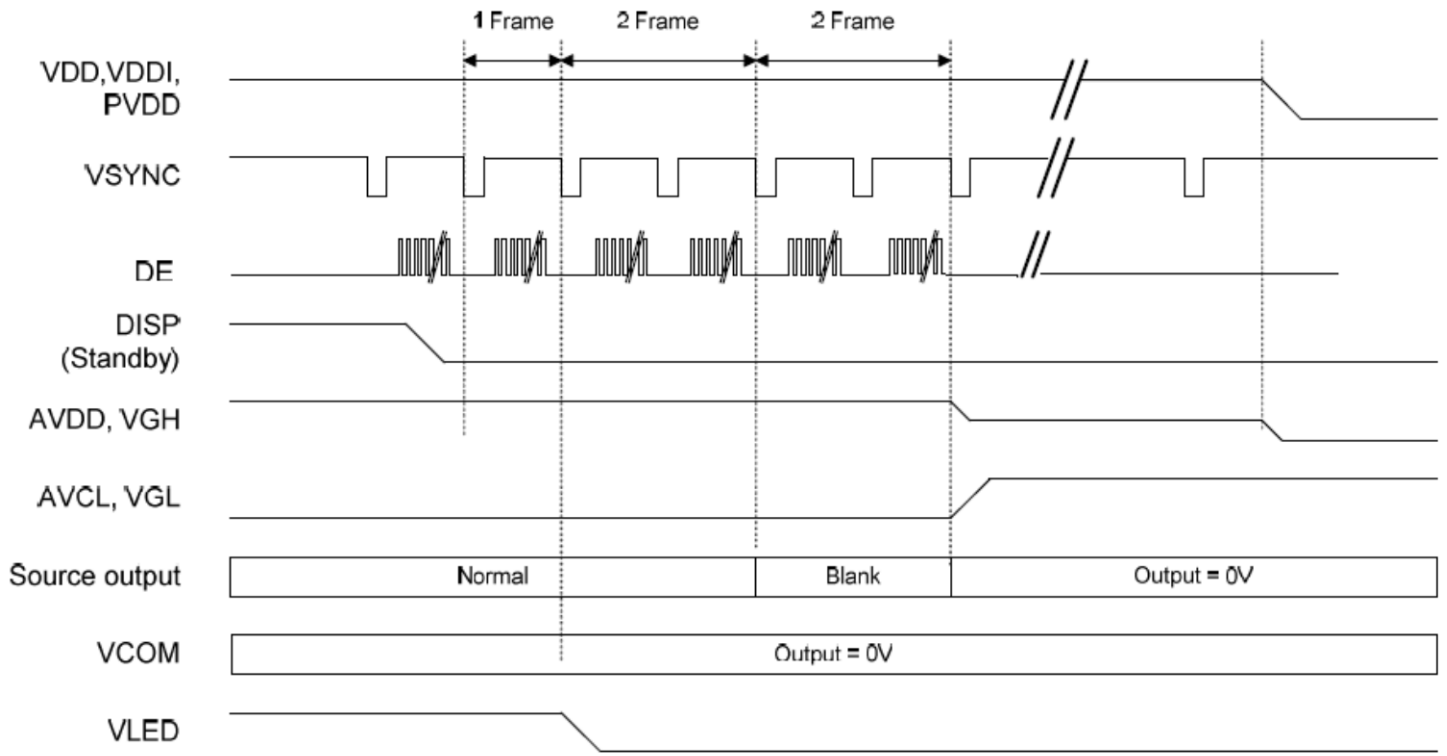 1 Frame
2 Frame
2 Frame
VDD,VDDI,
PVDD
VSYNC
DE
DISP
(Standby)
AVDD, VGH
AVCL, VGL
Source output
Normal
Blank
Output = 0V
VCOM
Output = 0V
VLED